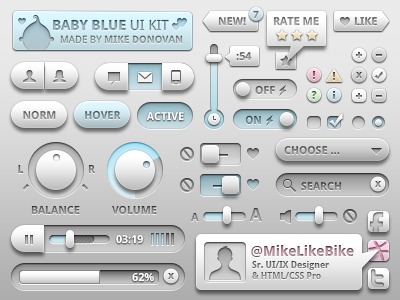 BABY BLUE UI KIT
MADE BY MIKE DONOVAN
NEW!
7
RATE ME
LIKE
:54
OFF
NORM
HOVER
ACTIVE
ON
L
R
BALANCE
VOLUME
CHOOSE ...
SEARCH
A
A
03:19
62%
@MikeLikeBike
Sr. UI/IX Designer
& HTML/CSS Pro